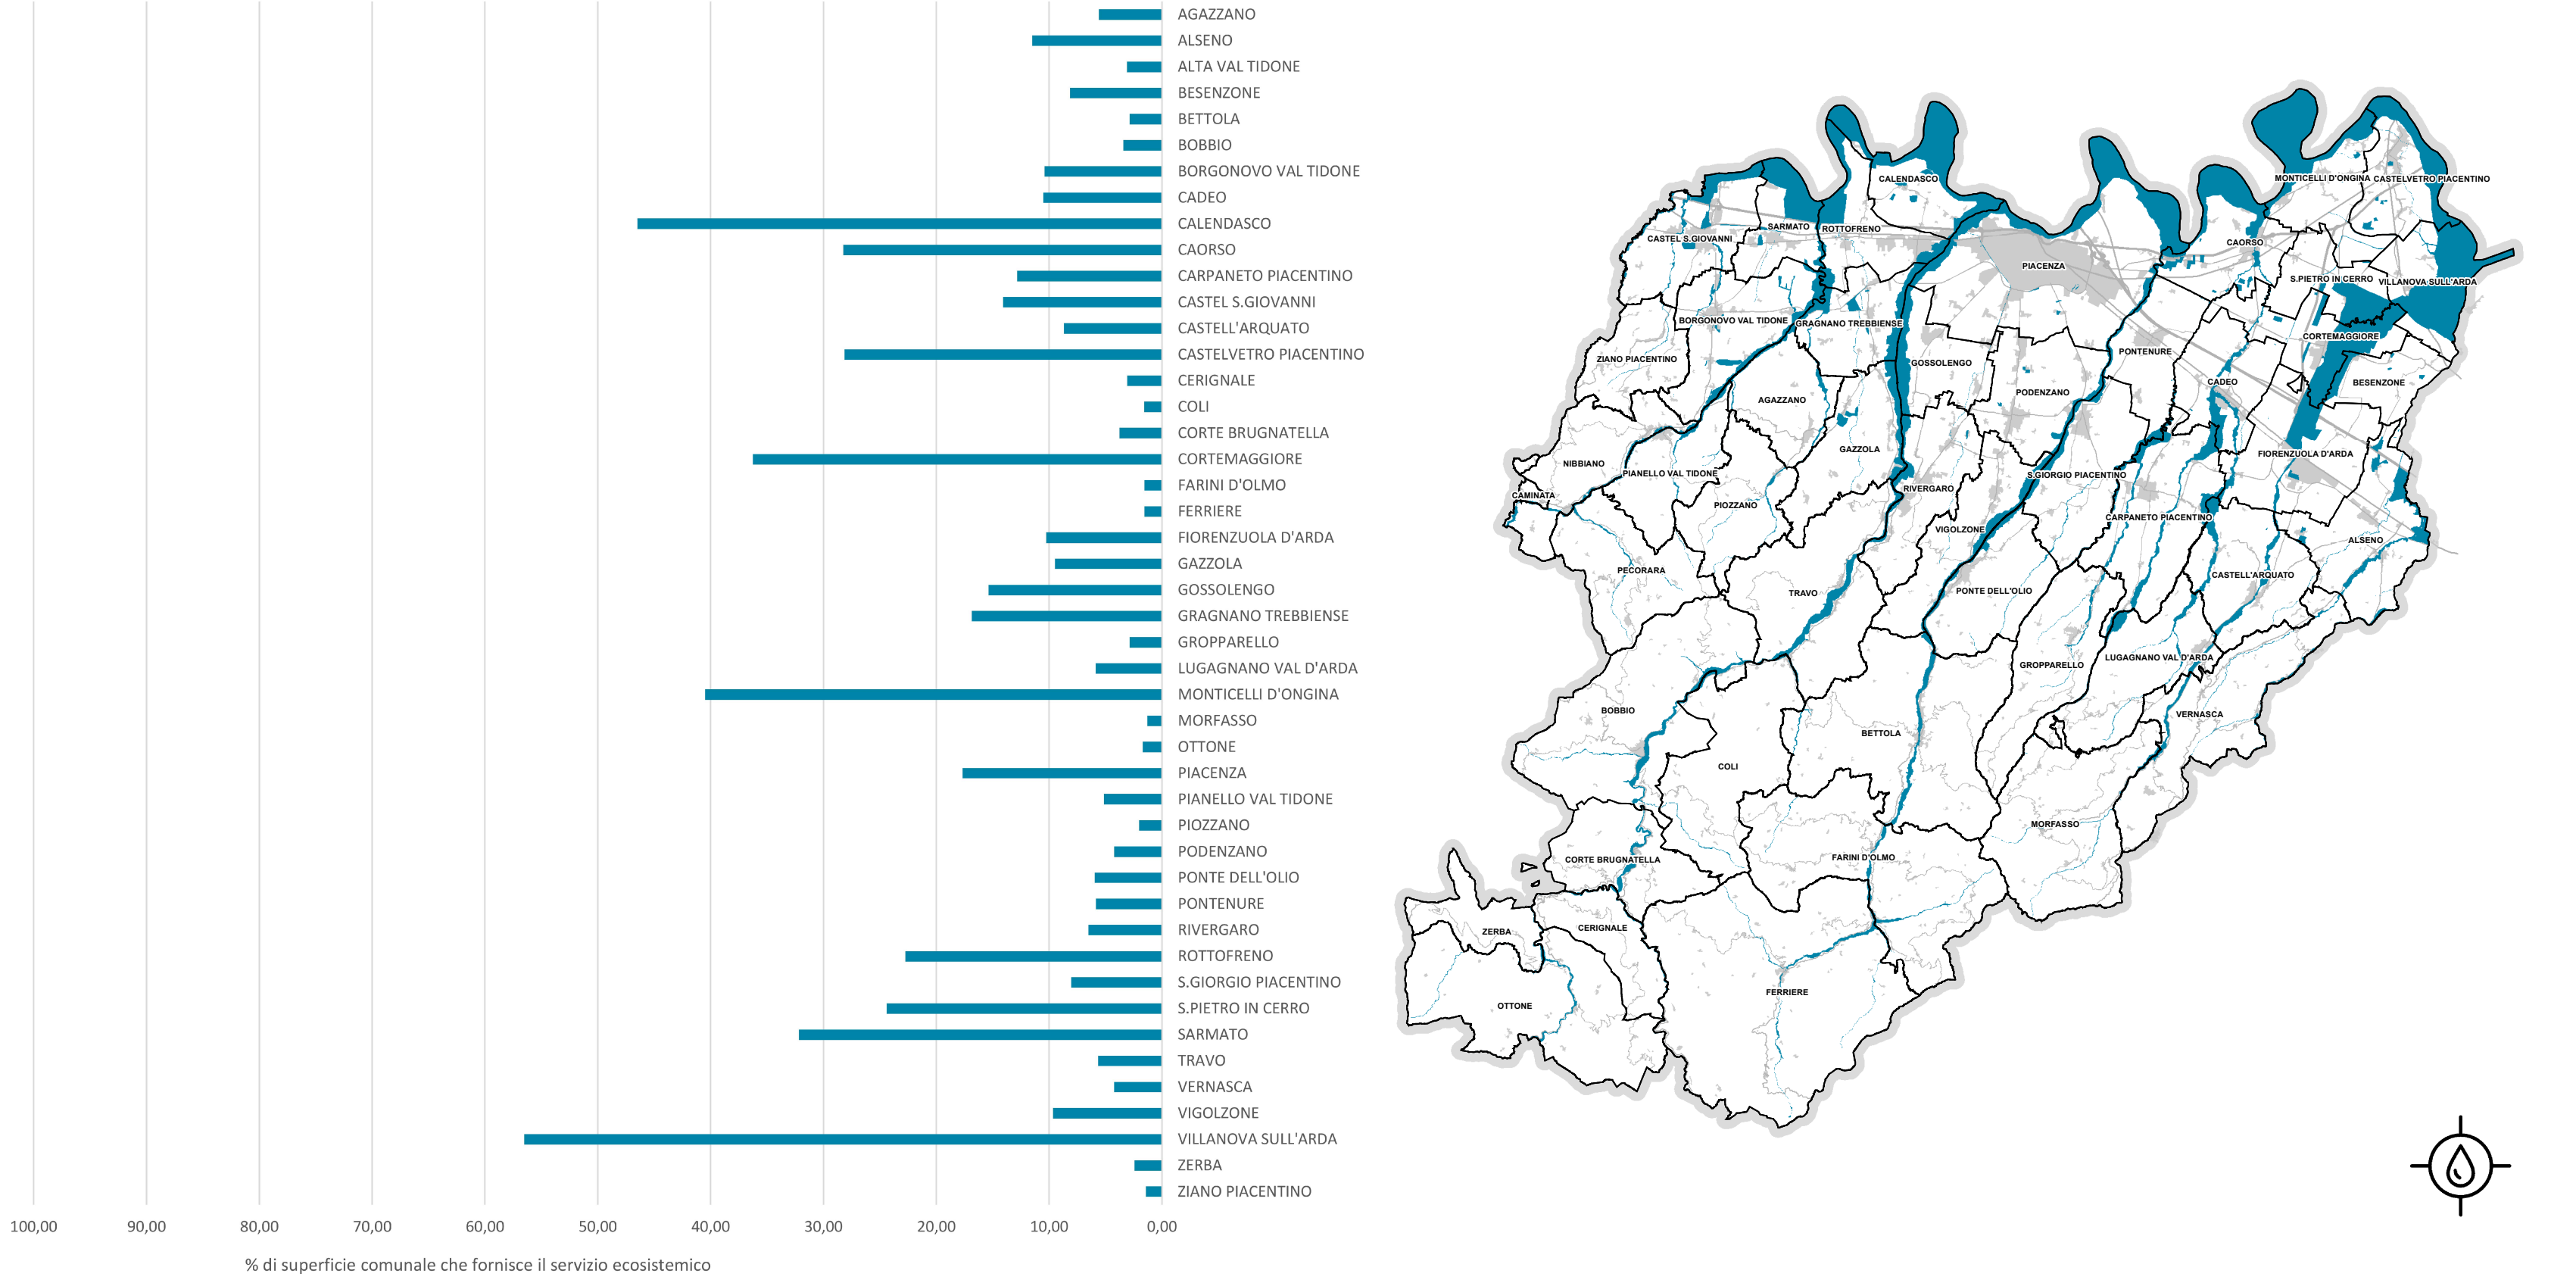 AGAZZANO
ALSENO
ALTA VAL TIDONE
BESENZONE
BETTOLA
BOBBIO
BORGONOVO VAL TIDONE
CADEO
CALENDASCO
CAORSO
CARPANETO PIACENTINO
CASTEL S.GIOVANNI
CASTELL'ARQUATO
CASTELVETRO PIACENTINO
CERIGNALE
COLI
CORTE BRUGNATELLA
CORTEMAGGIORE
FARINI D'OLMO
FERRIERE
FIORENZUOLA D'ARDA
GAZZOLA
GOSSOLENGO
GRAGNANO TREBBIENSE
GROPPARELLO
LUGAGNANO VAL D'ARDA
MONTICELLI D'ONGINA
MORFASSO
OTTONE
PIACENZA
PIANELLO VAL TIDONE
PIOZZANO
PODENZANO
PONTE DELL'OLIO
PONTENURE
RIVERGARO
ROTTOFRENO
S.GIORGIO PIACENTINO
S.PIETRO IN CERRO
SARMATO
TRAVO
VERNASCA
VIGOLZONE
VILLANOVA SULL'ARDA
ZERBA
ZIANO PIACENTINO
100,00 90,00 80,00 70,00 60,00 50,00 40,00 30,00 20,00 10,00 0,00
% di superficie comunale che fornisce il servizio ecosistemico
CALENDASCO
MONTICELLI D'ONGINA
CASTELVETRO PIACENTINO
SARMATO
ROTTOFRENO
CASTEL S.GIOVANNI
CAORSO
PIACENZA
S.PIETRO IN CERRO
VILLANOVA SULL'ARDA
BORGONOVO VAL TIDONE
GRAGNANO TREBBIENSE
CORTEMAGGIORE
ZIANO PIACENTINO
GOSSOLENGO
PONTENURE
CADEO
BESENZONE
AGAZZANO
PODENZANO
GAZZOLA
FIORENZUOLA D'ARDA
NIBBIANO
PIANELLO VAL TIDONE
S.GIORGIO PIACENTINO
RIVERGARO
CAMINATA
PIOZZANO
CARPANETO PIACENTINO
VIGOLZONE
ALSENO
PECORARA
CASTELL'ARQUATO
TRAVO
PONTE DELL'OLIO
LUGAGNANO VAL D'ARDA
GROPPARELLO
BOBBIO
VERNASCA
BETTOLA
COLI
MORFASSO
CORTE BRUGNATELLA
FARINI D'OLMO
ZERBA
CERIGNALE
FERRIERE
OTTONE